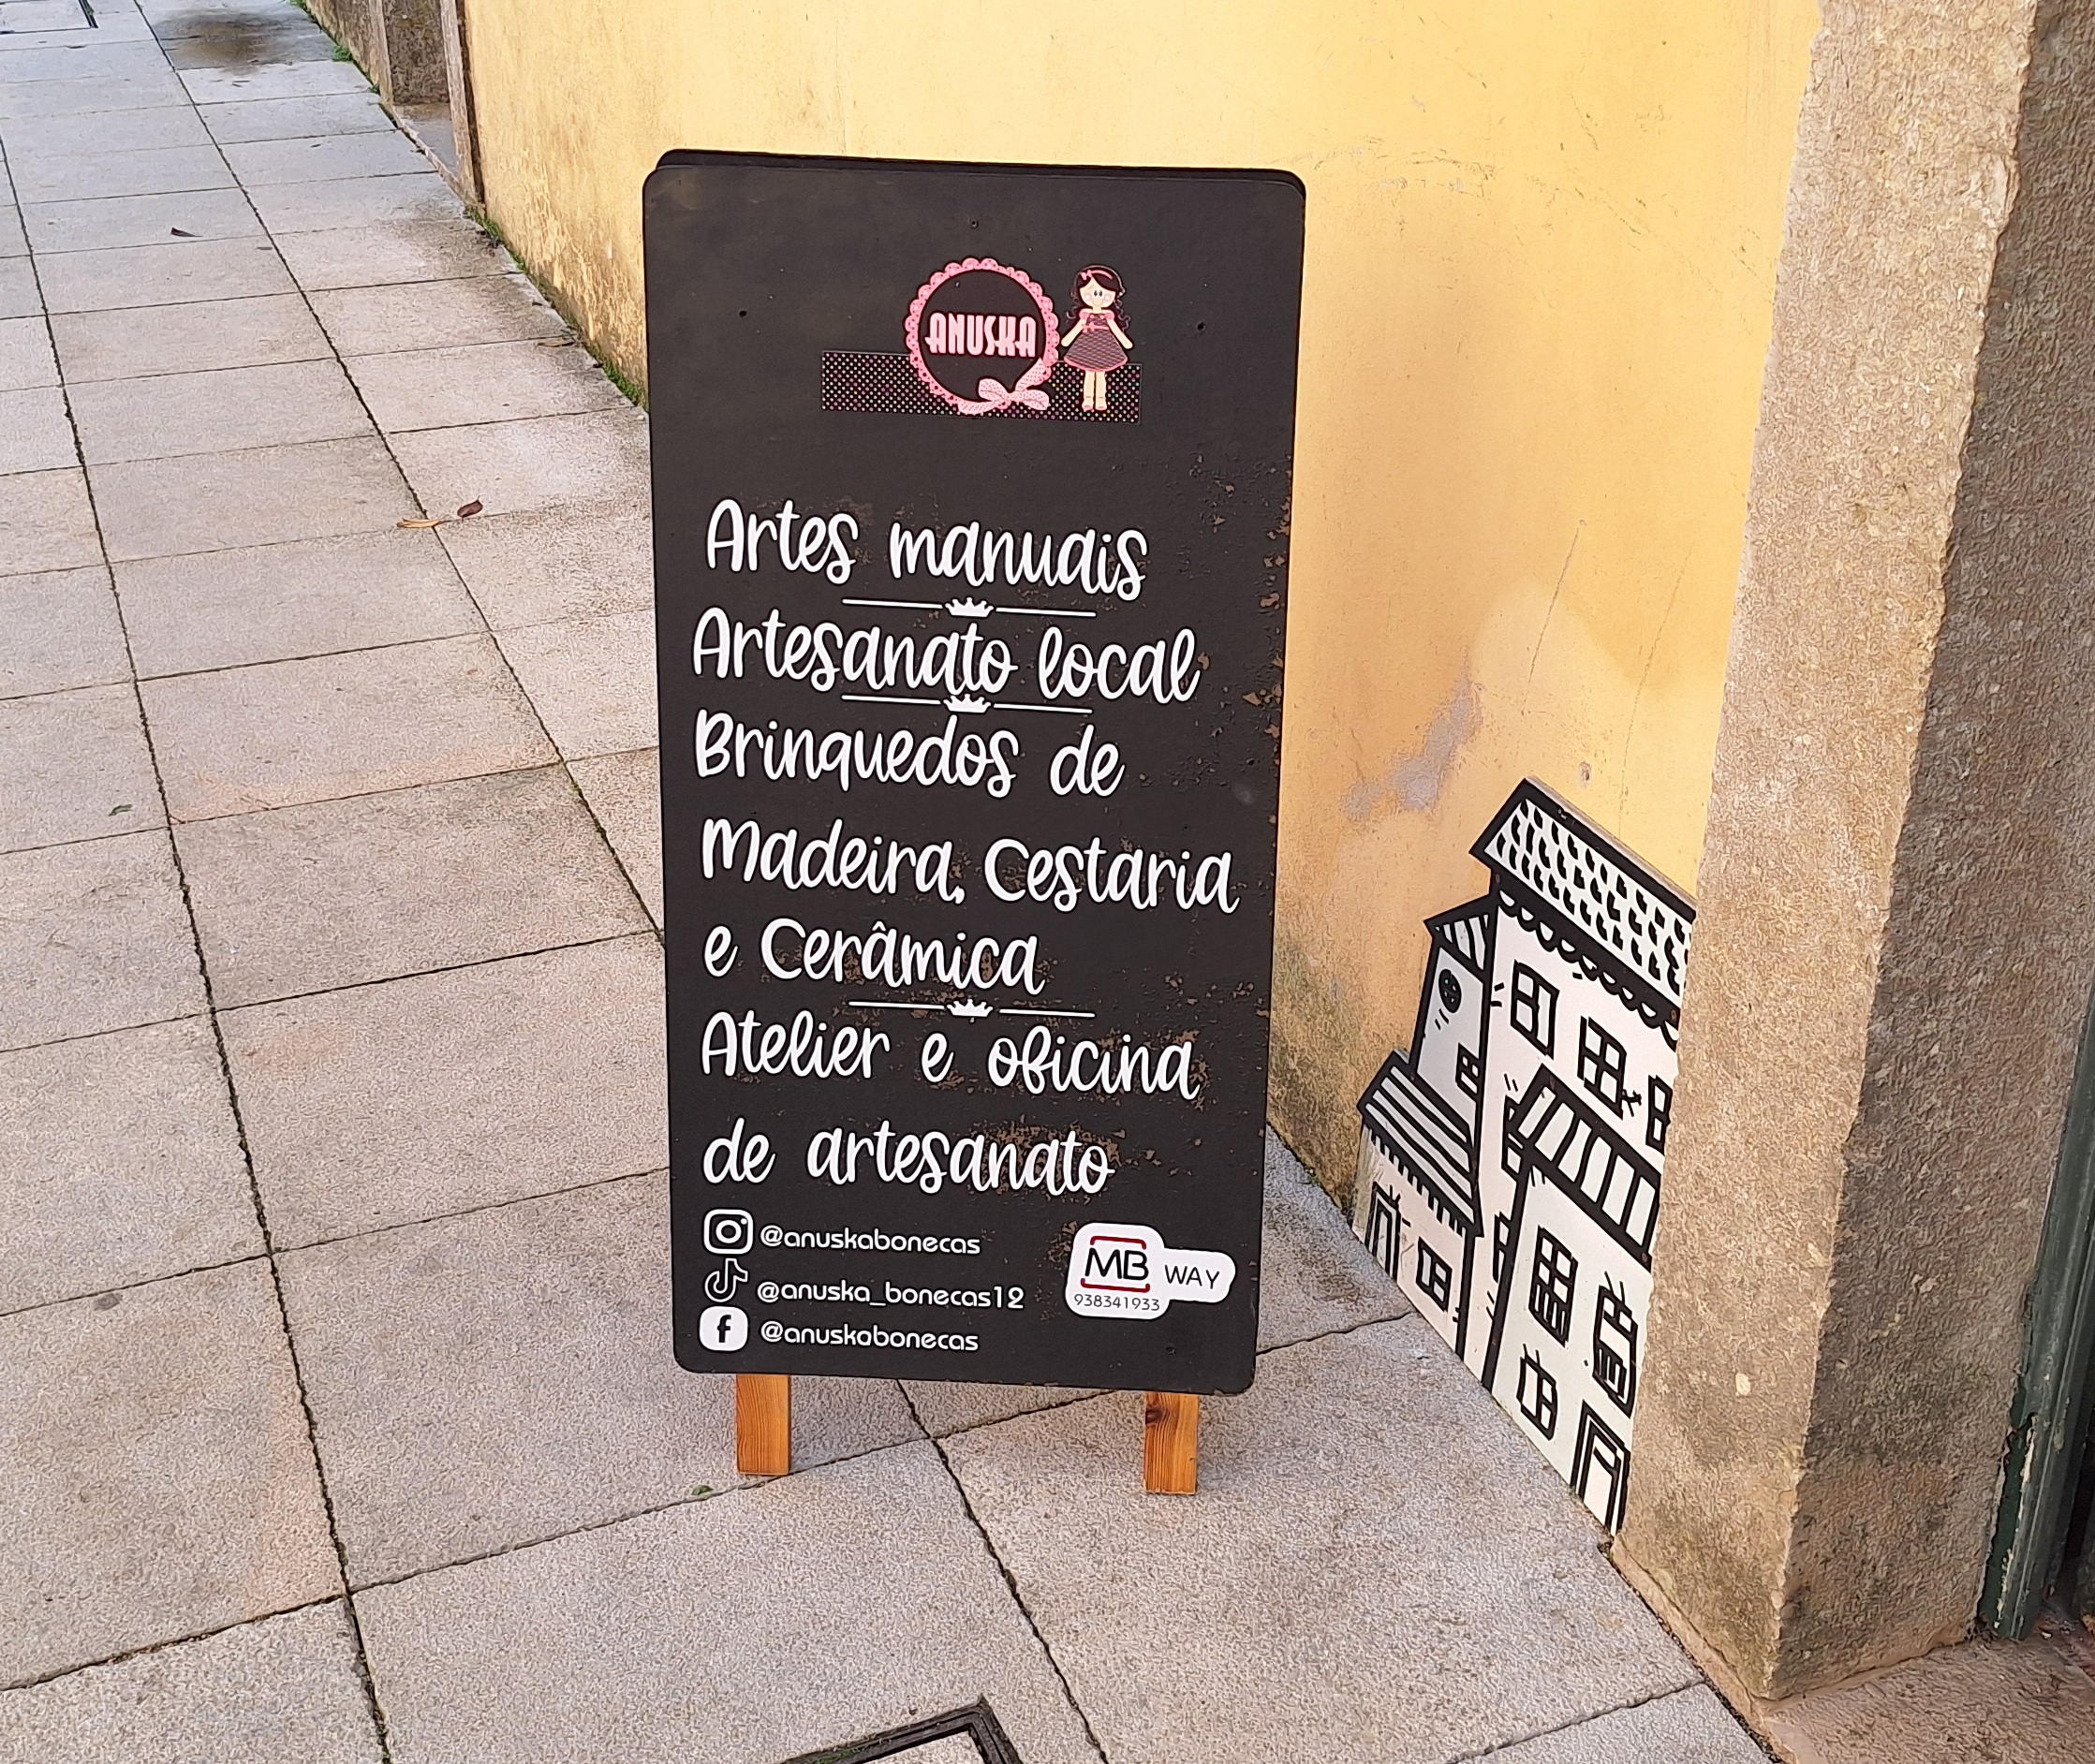 ANUSKA
Artes manuais
Artesanato local
Brinquedos de
Madeira, Cestaria
e Cerâmica
Atelier e oficina
de artesanato
@anuskabonecas
@anuska_bonecas12
@anuskabonecas
MB WAY
938341933